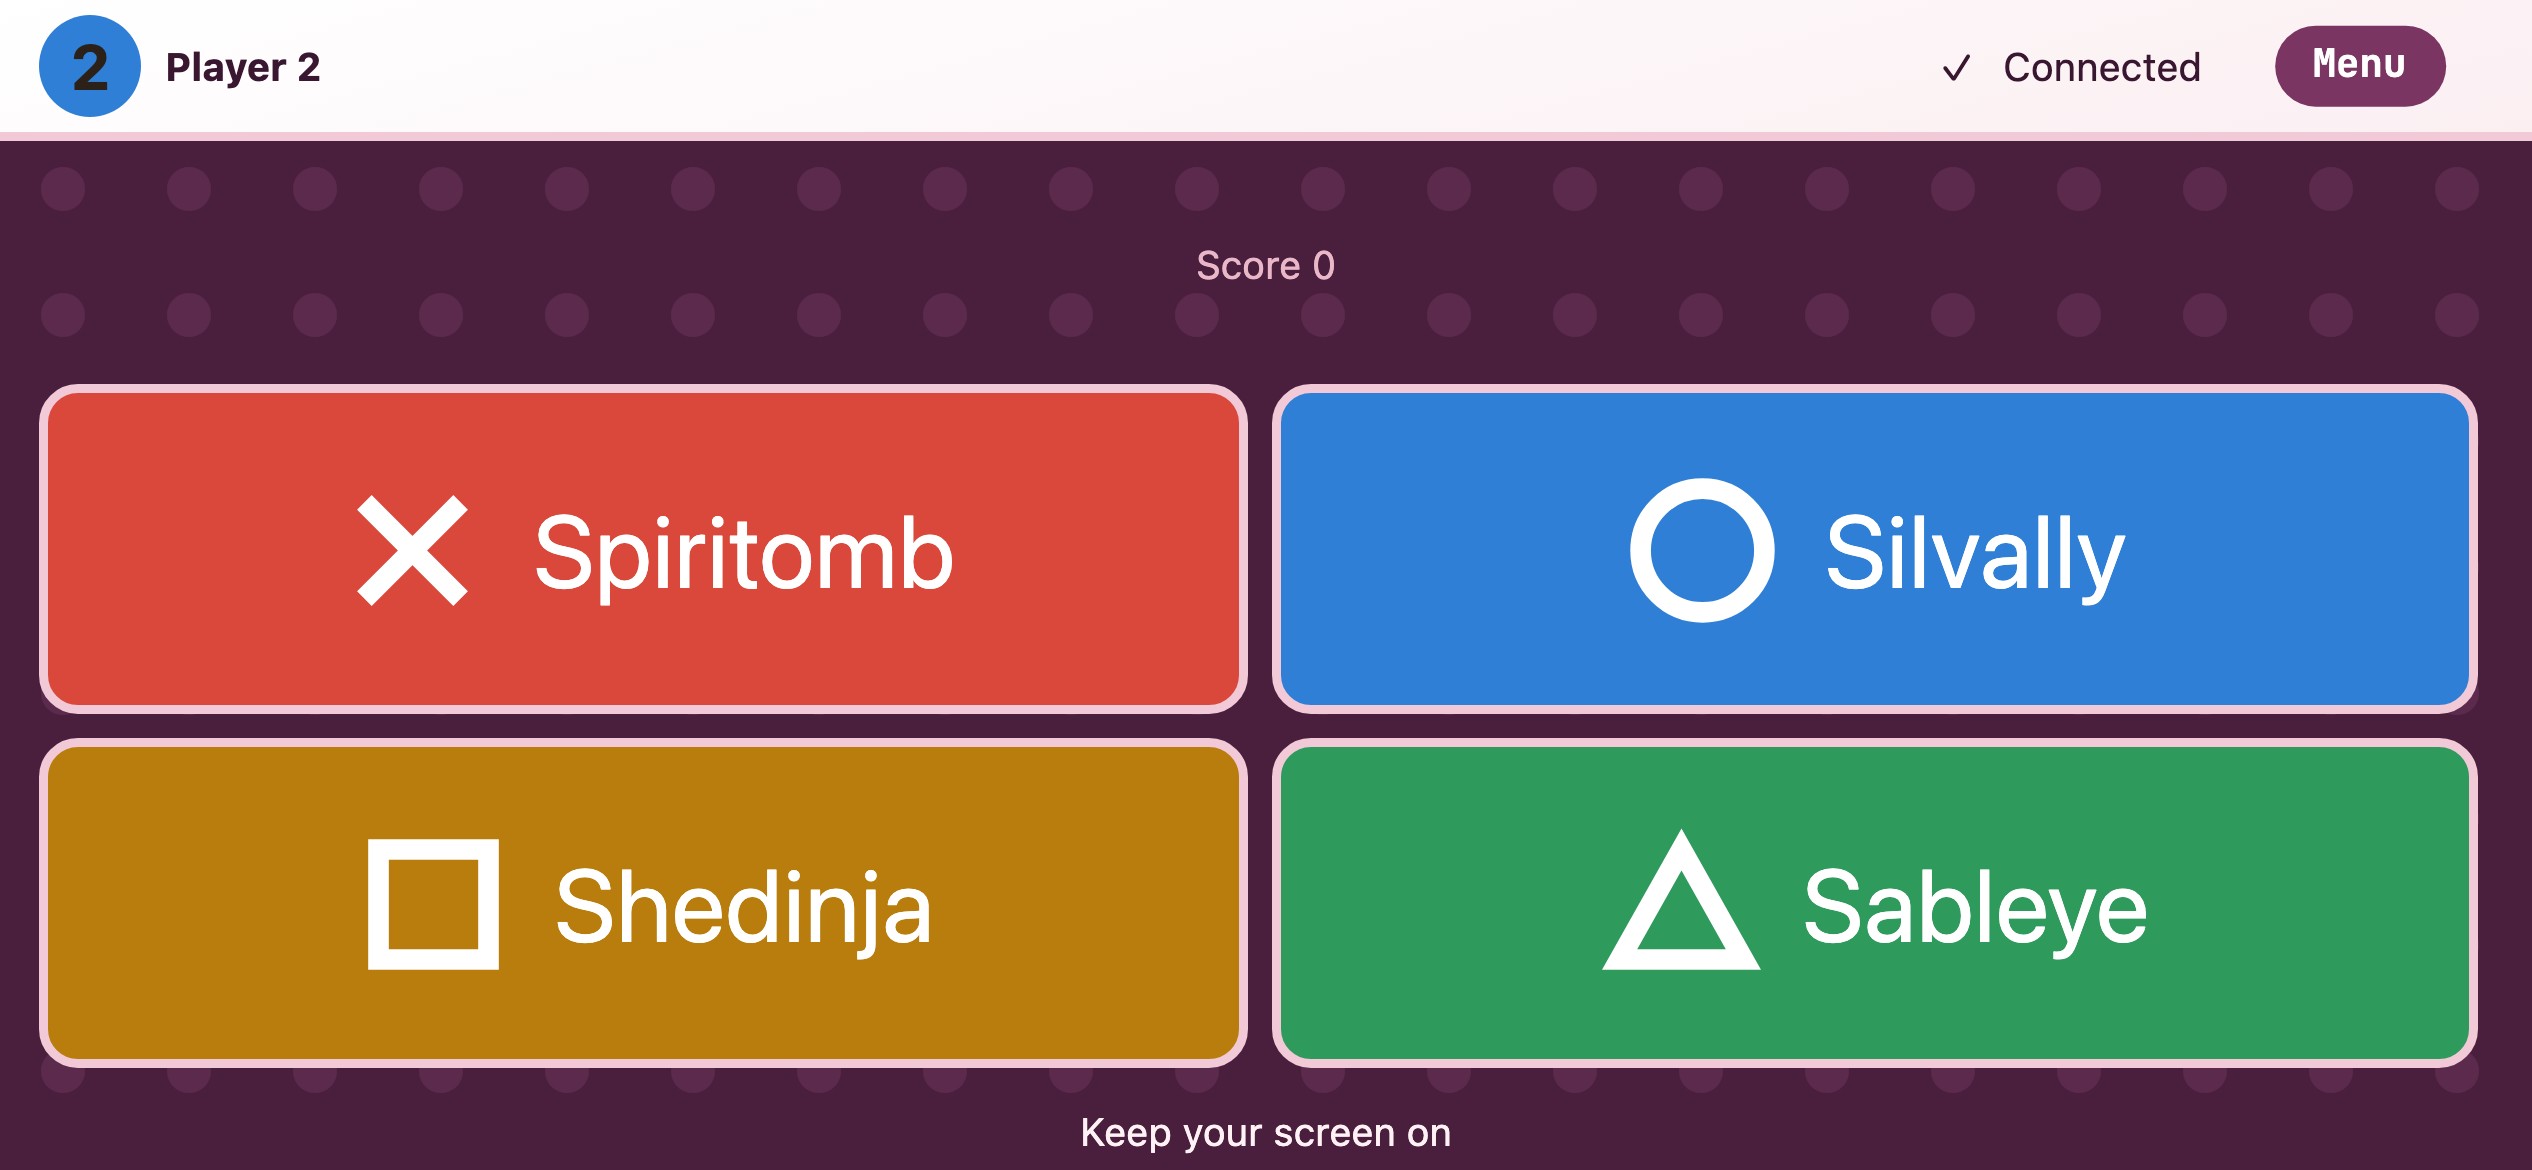 2 Player 2
✓ Connected
Menu
Score 0
Spiritomb
Silvally
Shedinja
Sableye
Keep your screen on